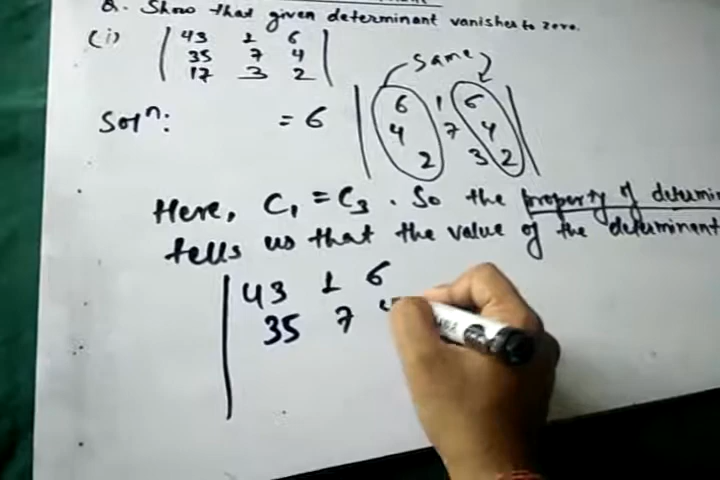 Q. Show that given determinant vanishes to zero.
(i) | 43 1 6 |
| 35 7 4 |
| 17 3 2 |
same
Solⁿ: = 6 | 6 1 6 |
| 4 7 4 |
| 2 3 2 |
Here, C₁ = C₃. So the property of determin
tells us that the value of the determinant
| 43 1 6
35 7